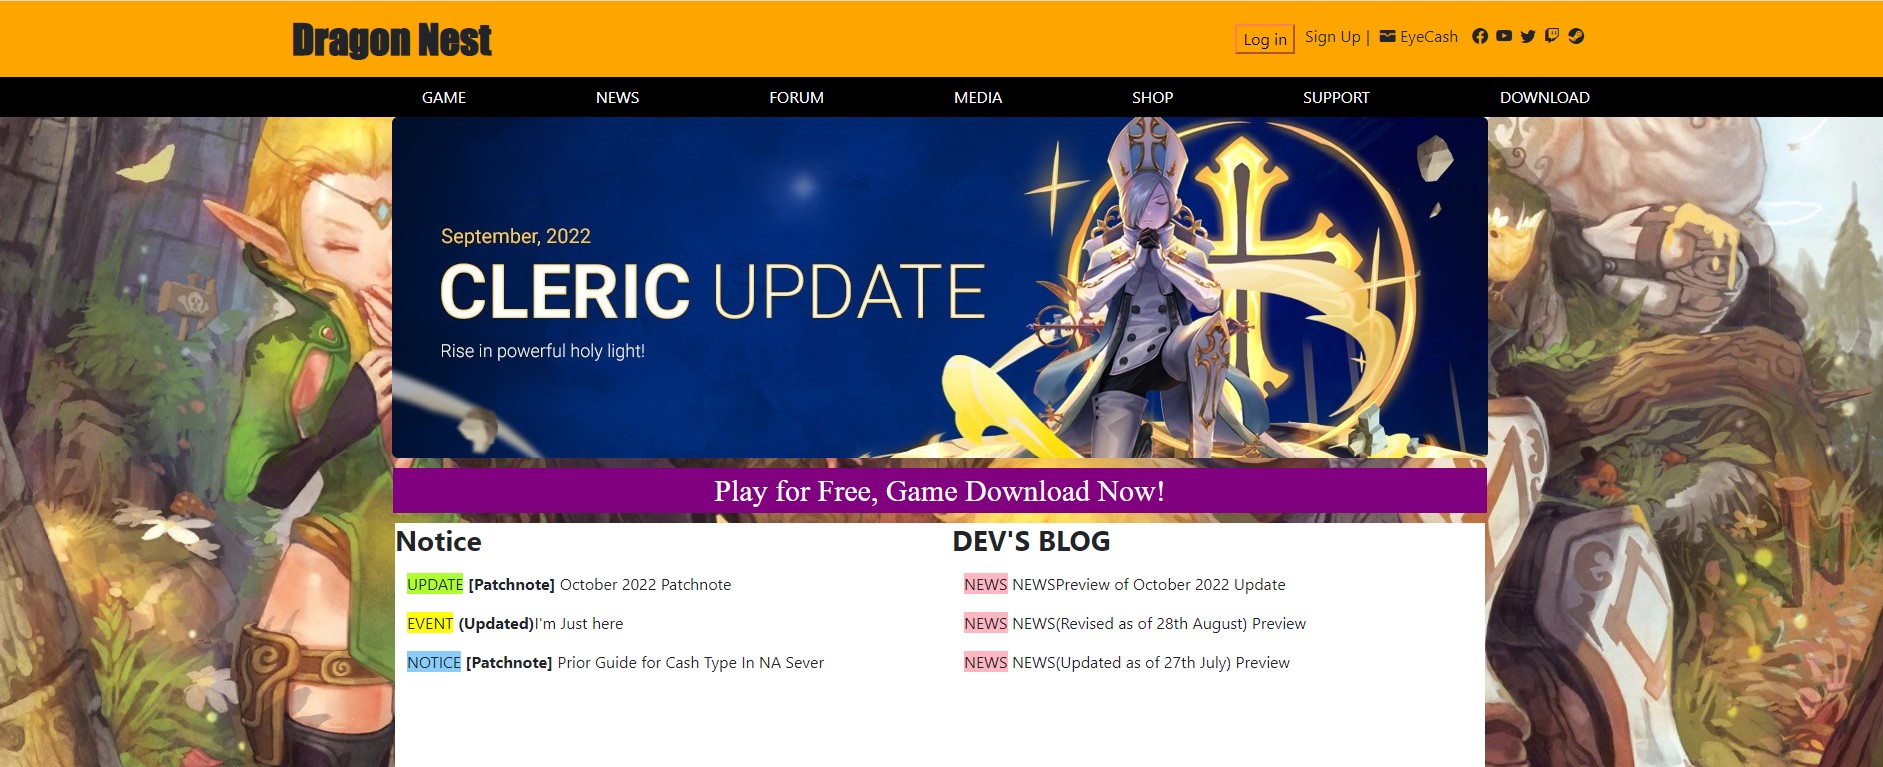 Dragon Nest
Log in Sign Up | EyeCash
GAME NEWS FORUM MEDIA SHOP SUPPORT DOWNLOAD
September, 2022
CLERIC UPDATE
Rise in powerful holy light!
Play for Free, Game Download Now!
Notice
UPDATE [Patchnote] October 2022 Patchnote
EVENT (Updated)I'm Just here
NOTICE [Patchnote] Prior Guide for Cash Type In NA Sever
DEV'S BLOG
NEWS NEWSPreview of October 2022 Update
NEWS NEWS(Revised as of 28th August) Preview
NEWS NEWS(Updated as of 27th July) Preview